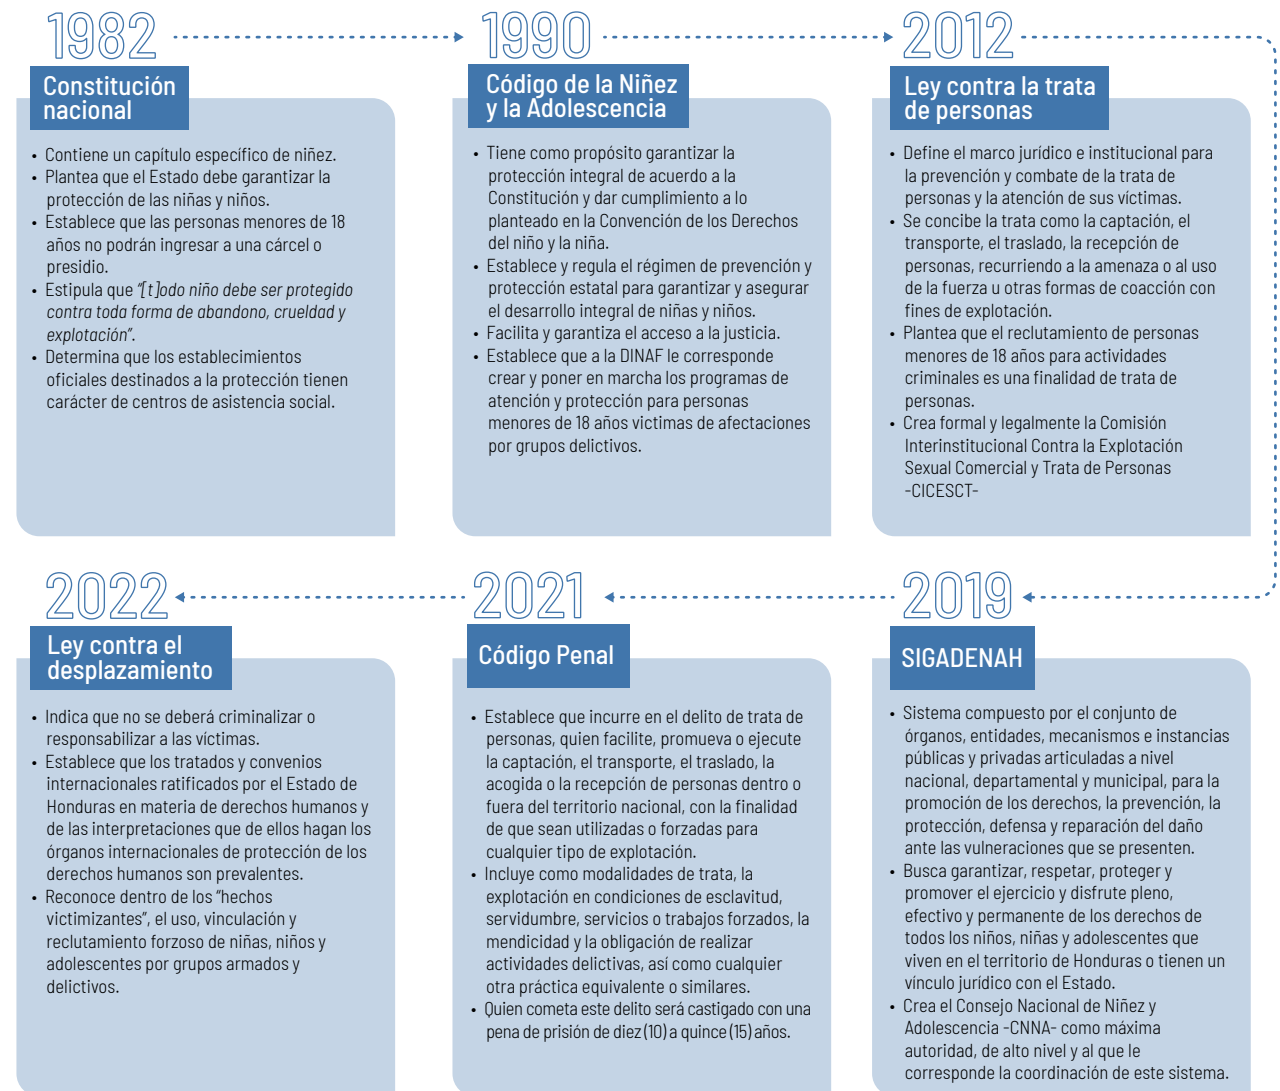 1982
Constitución
nacional
• Contiene un capítulo específico de niñez.
• Plantea que el Estado debe garantizar la
protección de las niñas y niños.
• Establece que las personas menores de 18
años no podrán ingresar a una cárcel o
presidio.
• Estipula que “[t]odo niño debe ser protegido
contra toda forma de abandono, crueldad y
explotación”.
• Determina que los establecimientos
oficiales destinados a la protección tienen
carácter de centros de asistencia social.
1990
Código de la Niñez
y la Adolescencia
• Tiene como propósito garantizar la
protección integral de acuerdo a la
Constitución y dar cumplimiento a lo
planteado en la Convención de los Derechos
del niño y la niña.
• Establece y regula el régimen de prevención y
protección estatal para garantizar y asegurar
el desarrollo integral de niñas y niños.
• Facilita y garantiza el acceso a la justicia.
• Establece que a la DINAF le corresponde
crear y poner en marcha los programas de
atención y protección para personas
menores de 18 años victimas de afectaciones
por grupos delictivos.
2012
Ley contra la trata
de personas
• Define el marco jurídico e institucional para
la prevención y combate de la trata de
personas y la atención de sus víctimas.
• Se concibe la trata como la captación, el
transporte, el traslado, la recepción de
personas, recurriendo a la amenaza o al uso
de la fuerza u otras formas de coacción con
fines de explotación.
• Plantea que el reclutamiento de personas
menores de 18 años para actividades
criminales es una finalidad de trata de
personas.
• Crea formal y legalmente la Comisión
Interinstitucional Contra la Explotación
Sexual Comercial y Trata de Personas
-CICESCT-
2019
SIGADENAH
• Sistema compuesto por el conjunto de
órganos, entidades, mecanismos e instancias
públicas y privadas articuladas a nivel
nacional, departamental y municipal, para la
promoción de los derechos, la prevención, la
protección, defensa y reparación del daño
ante las vulneraciones que se presenten.
• Busca garantizar, respetar, proteger y
promover el ejercicio y disfrute pleno,
efectivo y permanente de los derechos de
todos los niños, niñas y adolescentes que
viven en el territorio de Honduras o tienen un
vínculo jurídico con el Estado.
• Crea el Consejo Nacional de Niñez y
Adolescencia -CNNA- como máxima
autoridad, de alto nivel y al que le
corresponde la coordinación de este sistema.
2021
Código Penal
• Establece que incurre en el delito de trata de
personas, quien facilite, promueva o ejecute
la captación, el transporte, el traslado, la
acogida o la recepción de personas dentro o
fuera del territorio nacional, con la finalidad
de que sean utilizadas o forzadas para
cualquier tipo de explotación.
• Incluye como modalidades de trata, la
explotación en condiciones de esclavitud,
servidumbre, servicios o trabajos forzados, la
mendicidad y la obligación de realizar
actividades delictivas, así como cualquier
otra práctica equivalente o similares.
• Quien cometa este delito será castigado con una
pena de prisión de diez (10) a quince (15) años.
2022
Ley contra el
desplazamiento
• Indica que no se deberá criminalizar o
responsabilizar a las víctimas.
• Establece que los tratados y convenios
internacionales ratificados por el Estado de
Honduras en materia de derechos humanos y
de las interpretaciones que de ellos hagan los
órganos internacionales de protección de los
derechos humanos son prevalentes.
• Reconoce dentro de los “hechos
victimizantes”, el uso, vinculación y
reclutamiento forzoso de niñas, niños y
adolescentes por grupos armados y
delictivos.